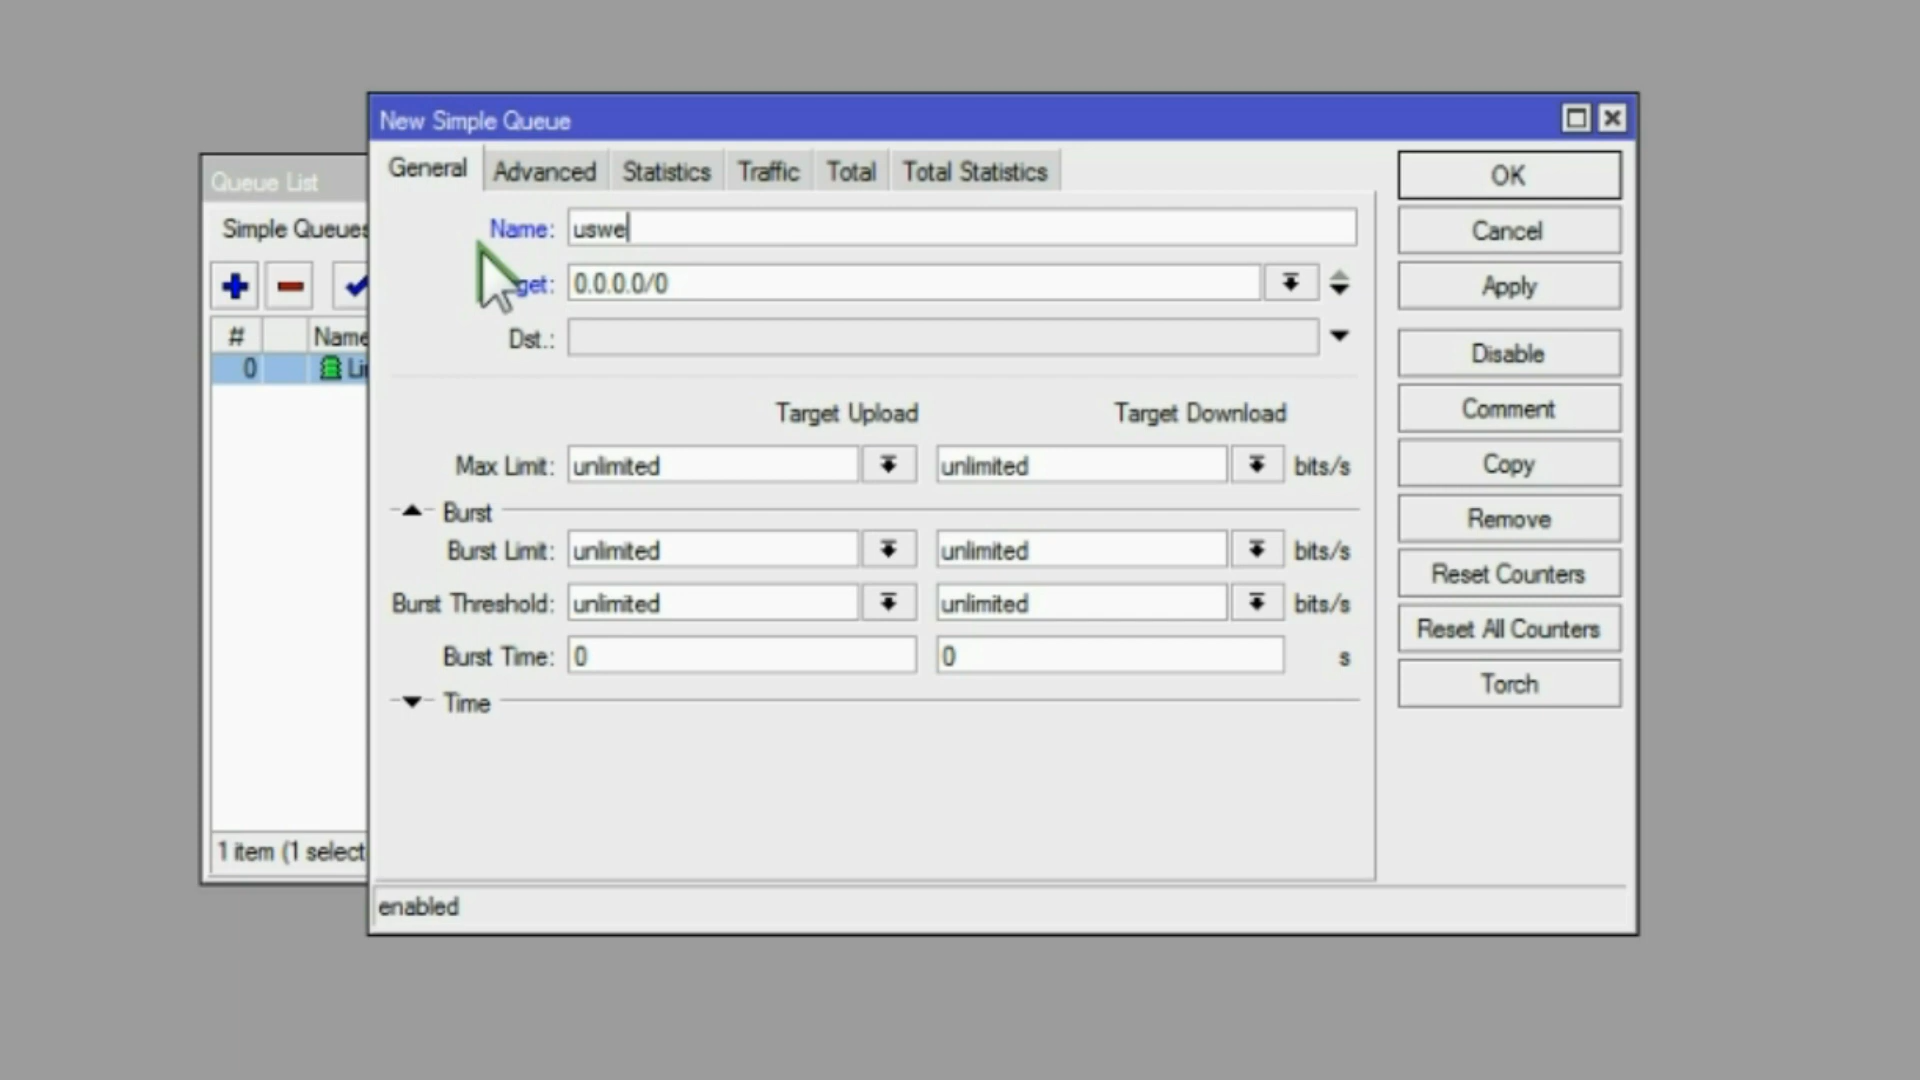 New Simple Queue
Queue List
General Advanced Statistics Traffic Total Total Statistics
OK
Simple Queues
Name: uswe
Cancel
get: 0.0.0.0/0
Apply
# Name
Dst.:
Disable
0
Target Upload Target Download
Comment
Max Limit: unlimited unlimited bits/s
Copy
Burst
Remove
Burst Limit: unlimited unlimited bits/s
Reset Counters
Burst Threshold: unlimited unlimited bits/s
Reset All Counters
Burst Time: 0 0 s
Torch
Time
1 item (1 select
enabled